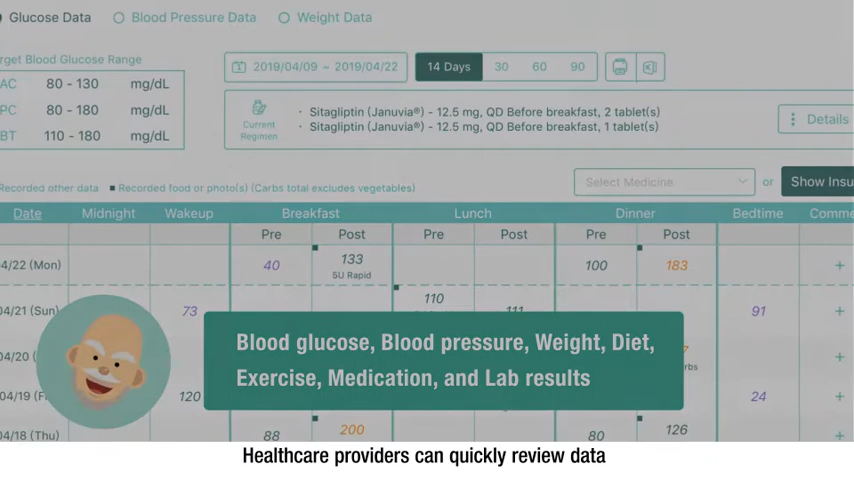 Glucose Data Blood Pressure Data Weight Data
rget Blood Glucose Range
2019/04/09 ~ 2019/04/22 14 Days 30 60 90
AC 80 - 130 mg/dL
PC 80 - 180 mg/dL
BT 110 - 180 mg/dL
Current
Regimen
· Sitagliptin (Januvia®) - 12.5 mg, QD Before breakfast, 2 tablet(s)
· Sitagliptin (Januvia®) - 12.5 mg, QD Before breakfast, 1 tablet(s)
Details
Recorded other data Recorded food or photo(s) (Carbs total excludes vegetables)
Select Medicine or Show Insu
Date Midnight Wakeup Breakfast Lunch Dinner Bedtime Comme
Pre Post Pre Post Pre Post
4/22 (Mon) 40 133 100 183 +
5U Rapid
04/21 (Sun) 73 110 111 91 +
04/20 ( +
rbs
04/19 (F 120 24 +
04/18 (Thu) 88 200 80 126 +
Blood glucose, Blood pressure, Weight, Diet,
Exercise, Medication, and Lab results
Healthcare providers can quickly review data